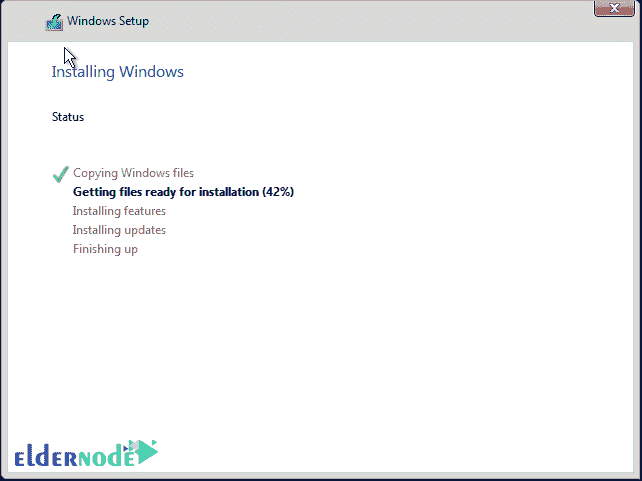 Windows Setup
Installing Windows
Status
Copying Windows files
Getting files ready for installation (42%)
Installing features
Installing updates
Finishing up
elderNODE